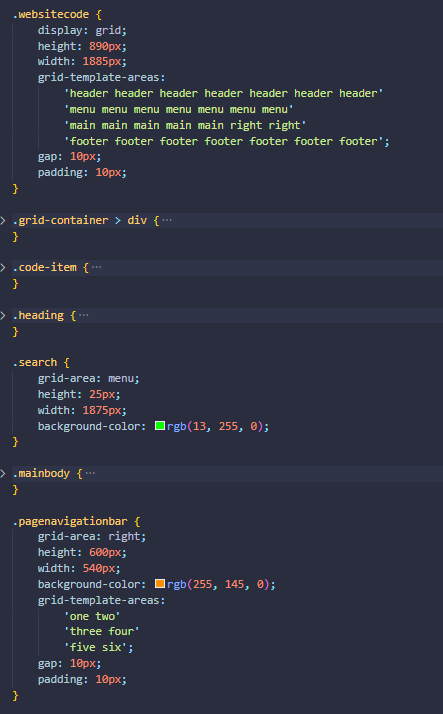 .websitecode {
    display: grid;
    height: 890px;
    width: 1885px;
    grid-template-areas:
        'header header header header header header header'
        'menu menu menu menu menu menu menu'
        'main main main main main right right'
        'footer footer footer footer footer footer footer';
    gap: 10px;
    padding: 10px;
}
.grid-container > div {···
}
.code-item {···
}
.heading {···
}
.search {
    grid-area: menu;
    height: 25px;
    width: 1875px;
    background-color: rgb(13, 255, 0);
}
.mainbody {···
}
.pagenavigationbar {
    grid-area: right;
    height: 600px;
    width: 540px;
    background-color: rgb(255, 145, 0);
    grid-template-areas:
        'one two'
        'three four'
        'five six';
    gap: 10px;
    padding: 10px;
}